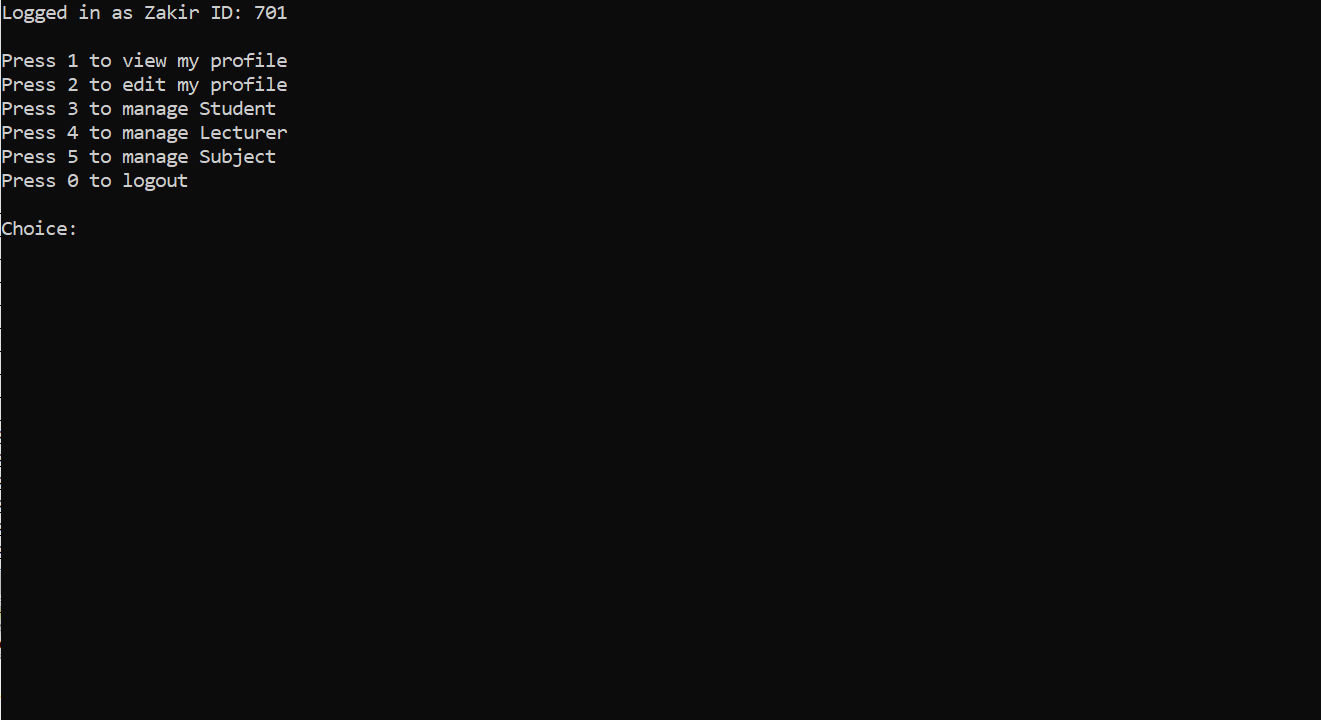 Logged in as Zakir ID: 701
Press 1 to view my profile
Press 2 to edit my profile
Press 3 to manage Student
Press 4 to manage Lecturer
Press 5 to manage Subject
Press 0 to logout
Choice: